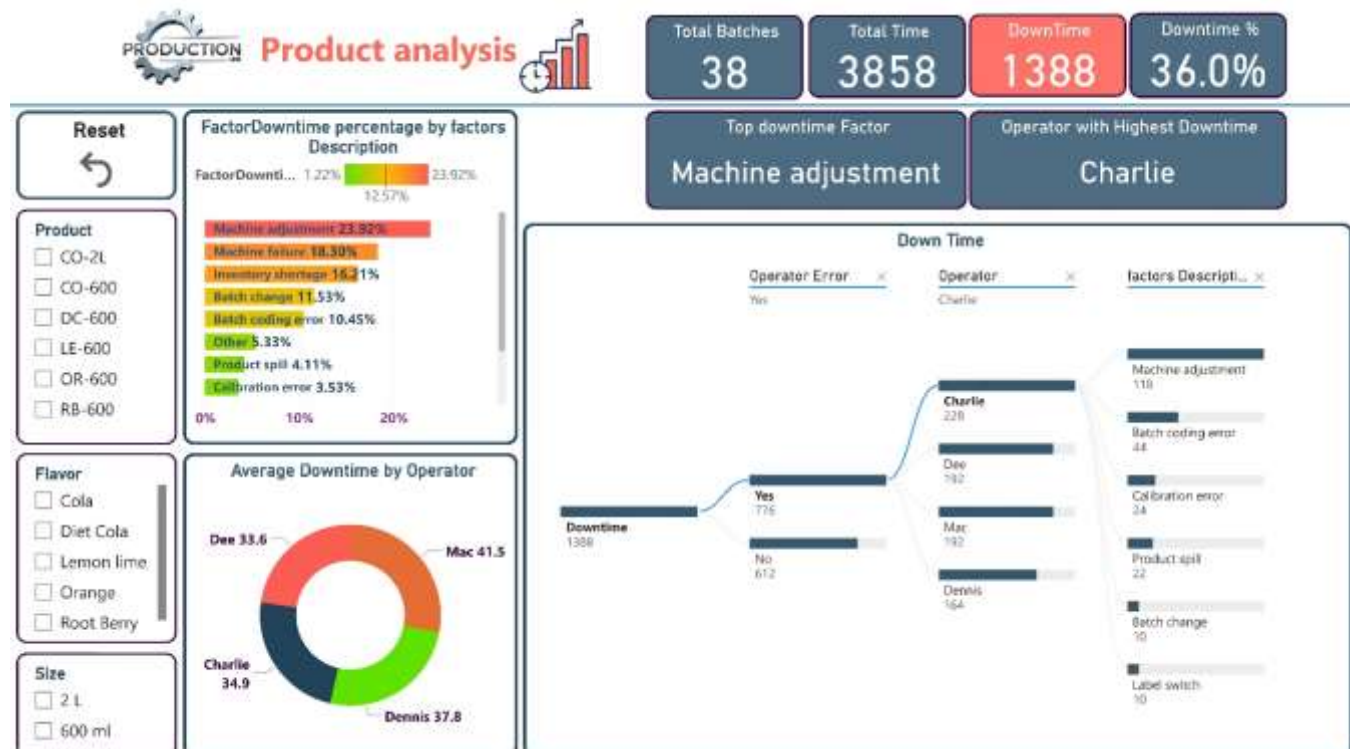 PRODUCTION
Product analysis
Total Batches
38
Total Time
3858
DownTime
1388
Downtime %
36.0%
Reset
FactorDowntime percentage by factors
Description
FactorDownti... 1.22% 23.92%
12.57%
Machine adjustment 23.92%
Machine failure 18.30%
Inventory shortage 16.21%
Batch change 11.53%
Batch coding error 10.45%
Other 5.33%
Product spill 4.11%
Calibration error 3.53%
0% 10% 20%
Top downtime Factor
Machine adjustment
Operator with Highest Downtime
Charlie
Product
CO-2L
CO-600
DC-600
LE-600
OR-600
RB-600
Flavor
Cola
Diet Cola
Lemon lime
Orange
Root Berry
Size
2 L
600 ml
Average Downtime by Operator
Dee 33.6
Mac 41.5
Charlie
34.9
Dennis 37.8
Down Time
Operator Error
Yes
Operator
Charlie
factors Descripti...
Downtime
1388
Yes
776
No
612
Charlie
228
Dee
192
Mac
192
Dennis
164
Machine adjustment
118
Batch coding error
44
Calibration error
24
Product spill
22
Batch change
10
Label switch
10